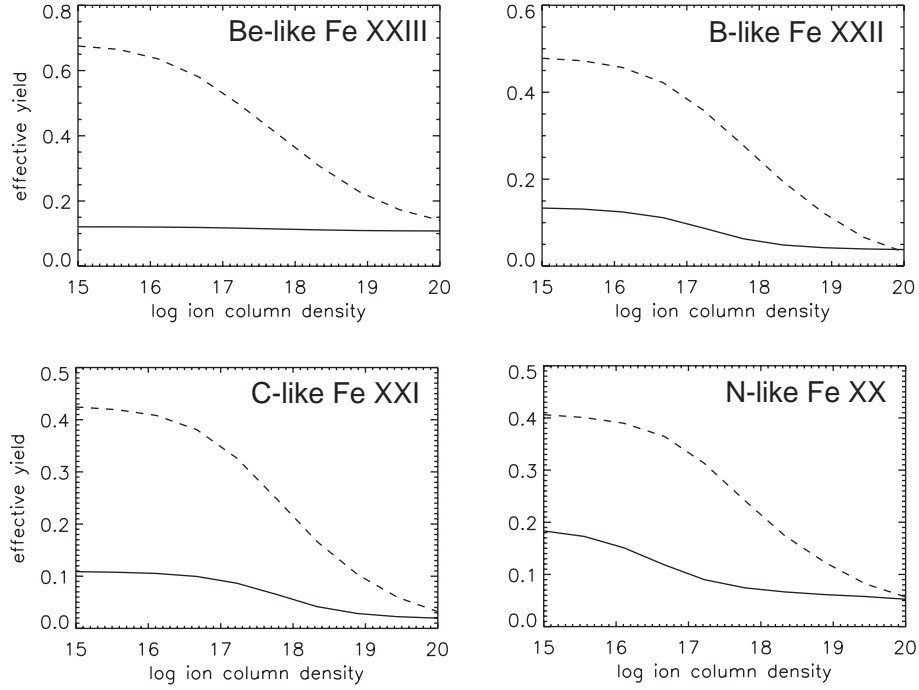 Be-like Fe XXIII
0.8
0.6
0.4
0.2
0.0
effective yield
15 16 17 18 19 20
log ion column density
B-like Fe XXII
0.6
0.4
0.2
0.0
15 16 17 18 19 20
log ion column density
C-like Fe XXI
0.5
0.4
0.3
0.2
0.1
0.0
effective yield
15 16 17 18 19 20
log ion column density
N-like Fe XX
0.5
0.4
0.3
0.2
0.1
0.0
15 16 17 18 19 20
log ion column density